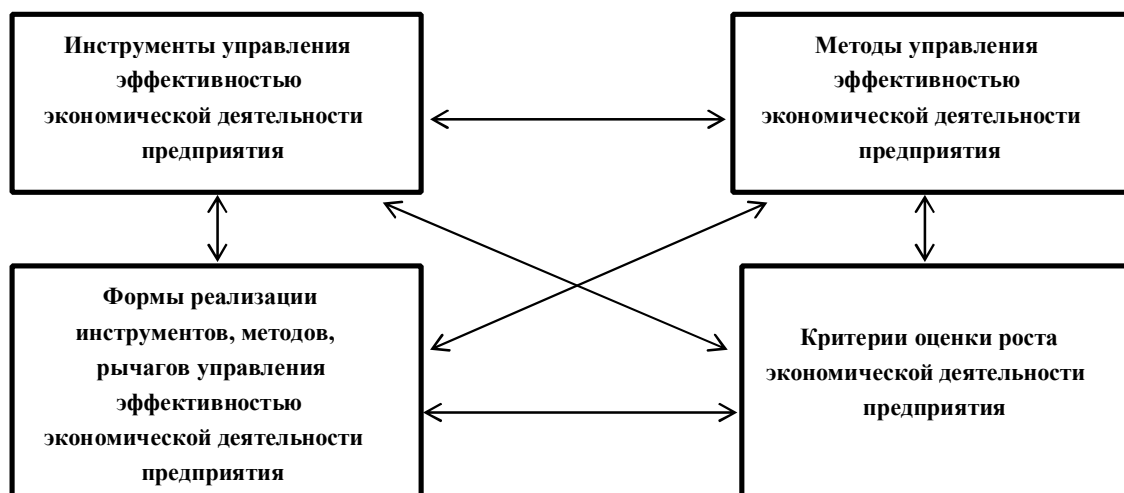 Инструменты управления
эффективностью
экономической деятельности
предприятия
Методы управления
эффективностью
экономической деятельности
предприятия
Формы реализации
инструментов, методов,
рычагов управления
эффективностью
экономической деятельности
предприятия
Критерии оценки роста
экономической деятельности
предприятия